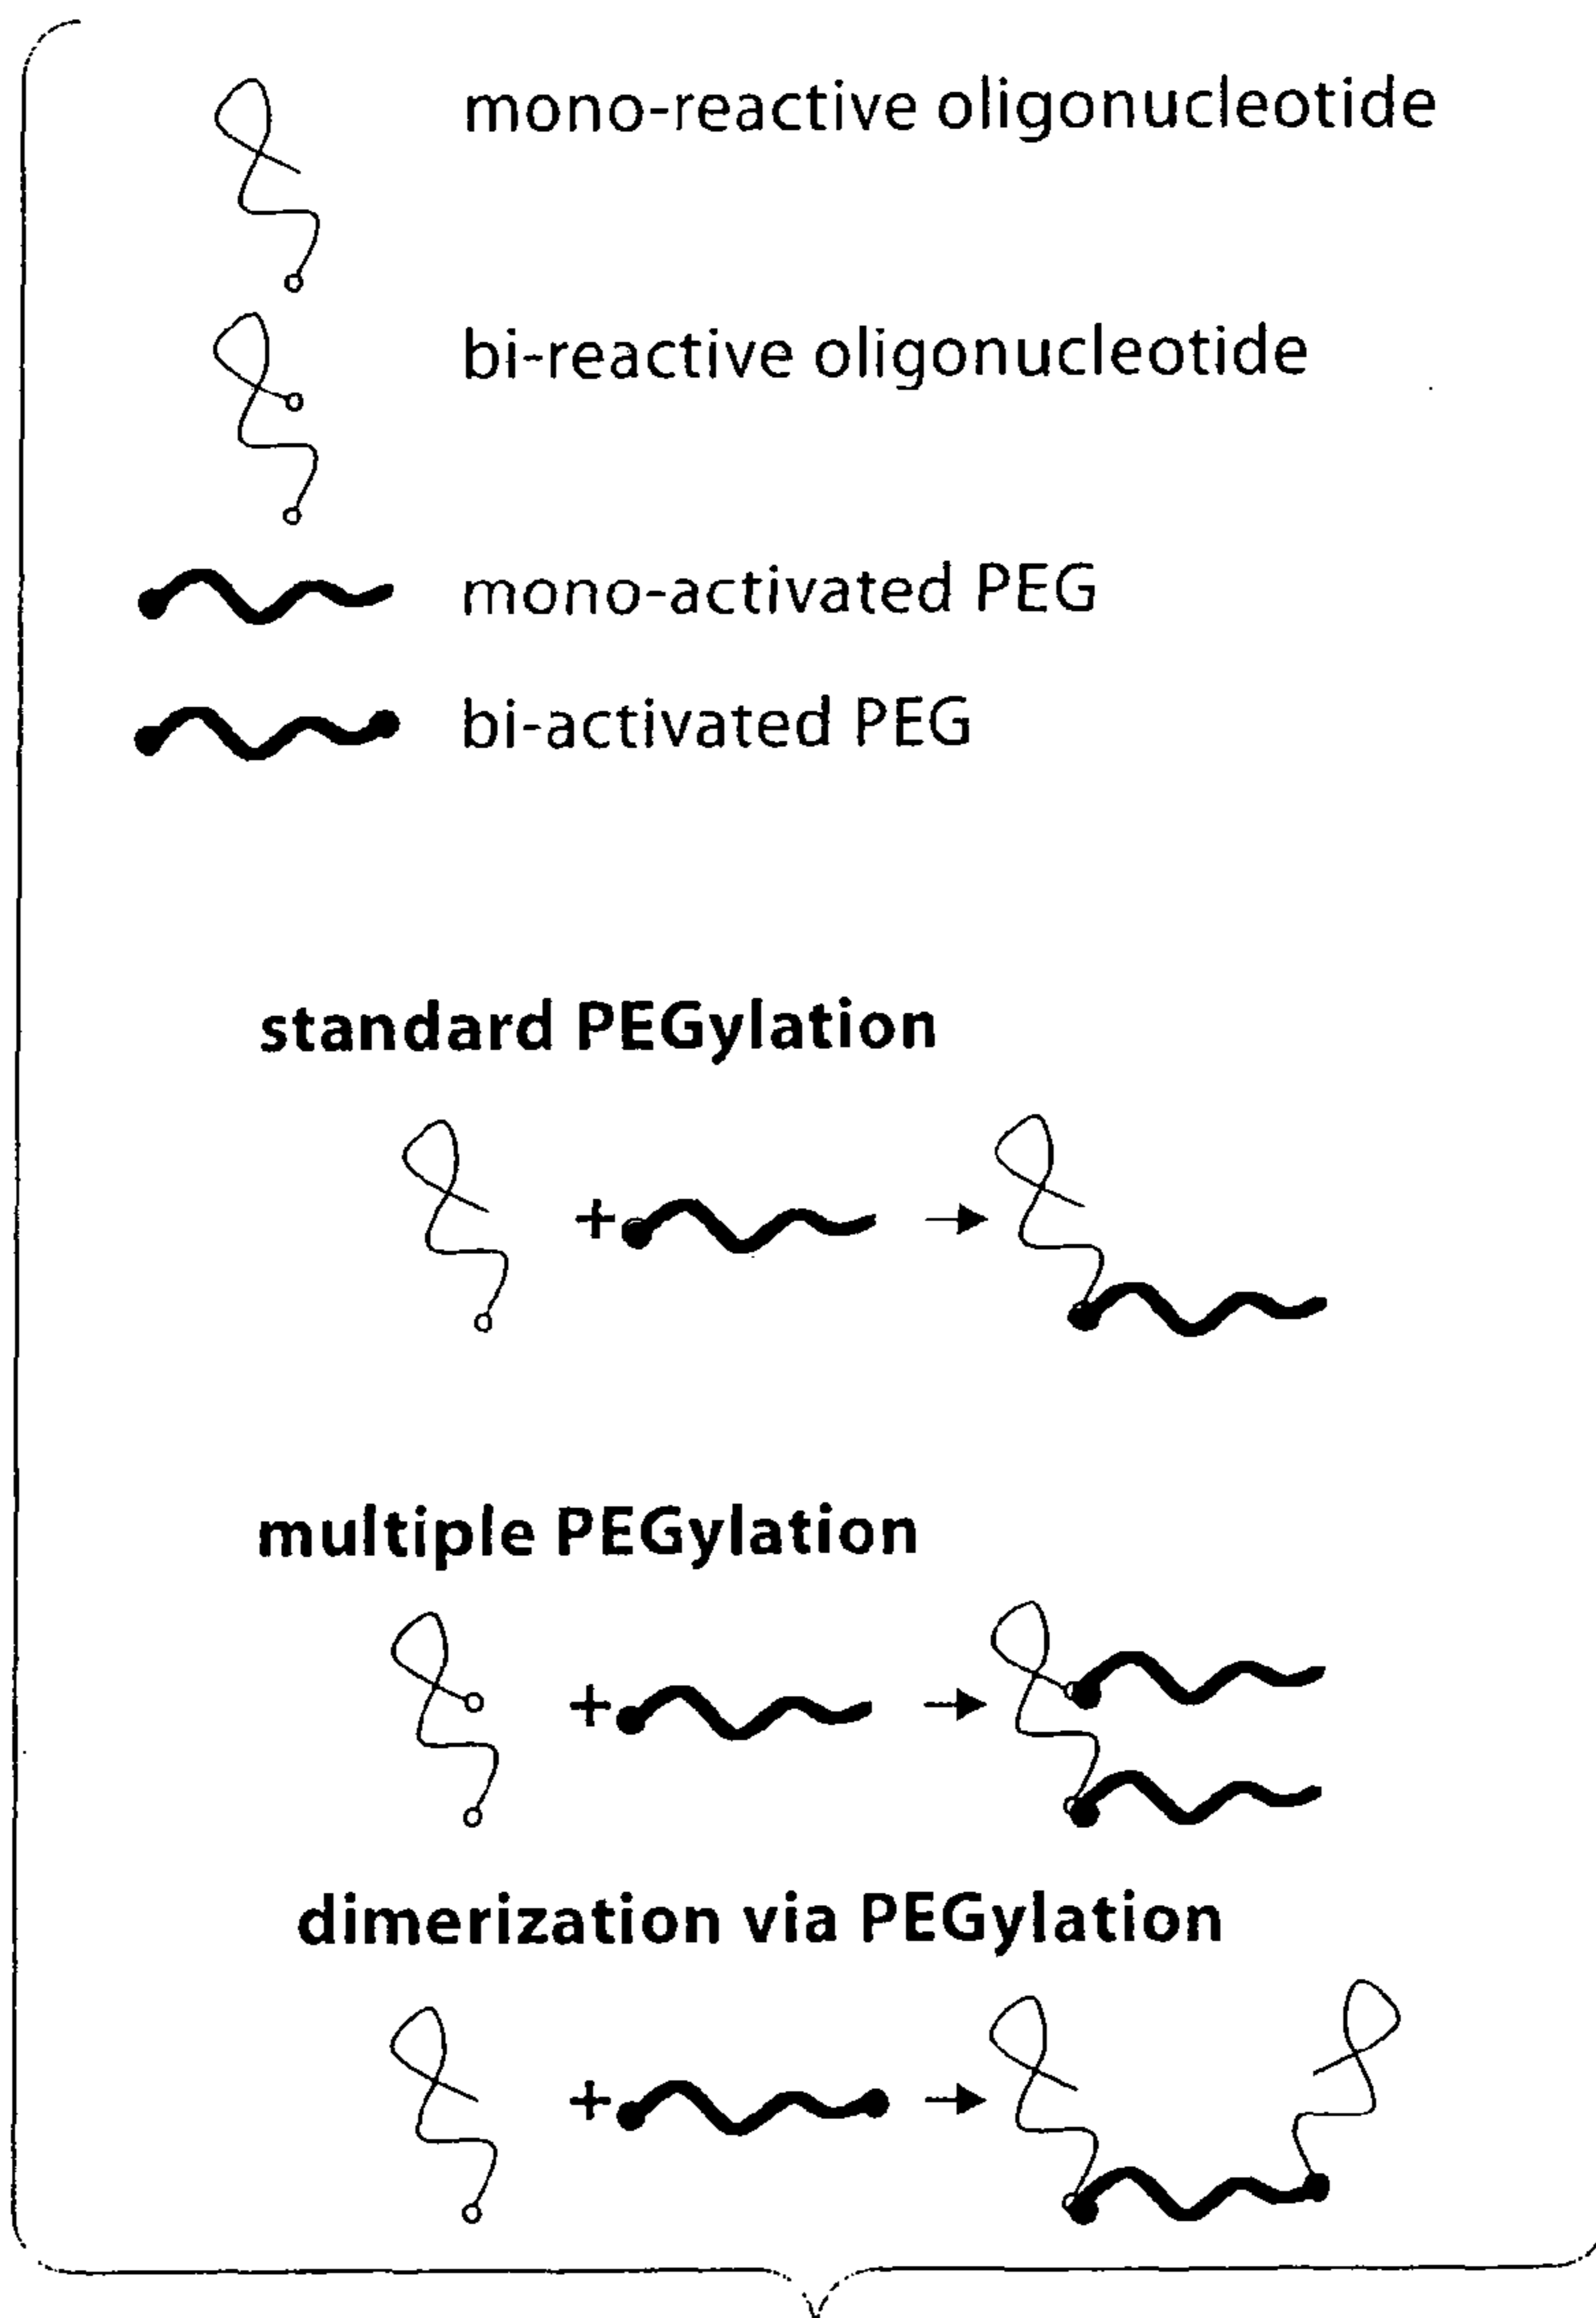 mono-reactive oligonucleotide
bi-reactive oligonucleotide
mono-activated PEG
bi-activated PEG
standard PEGylation
+
multiple PEGylation
+
dimerization via PEGylation
+